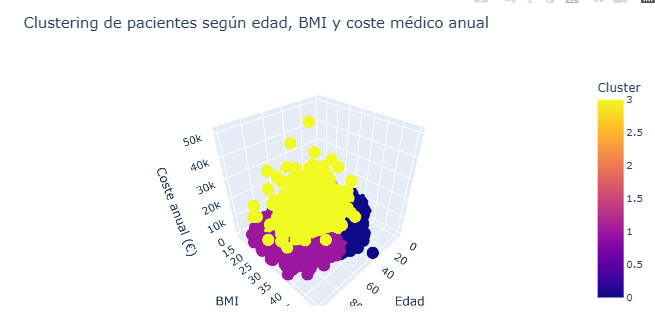 Clustering de pacientes según edad, BMI y coste médico anual
Cluster
3
2.5
2
1.5
1
0.5
0
50k
40k
30k
20k
10k
0
Coste anual (€)
15
20
25
30
35
40
BMI
0
20
40
60
80
Edad